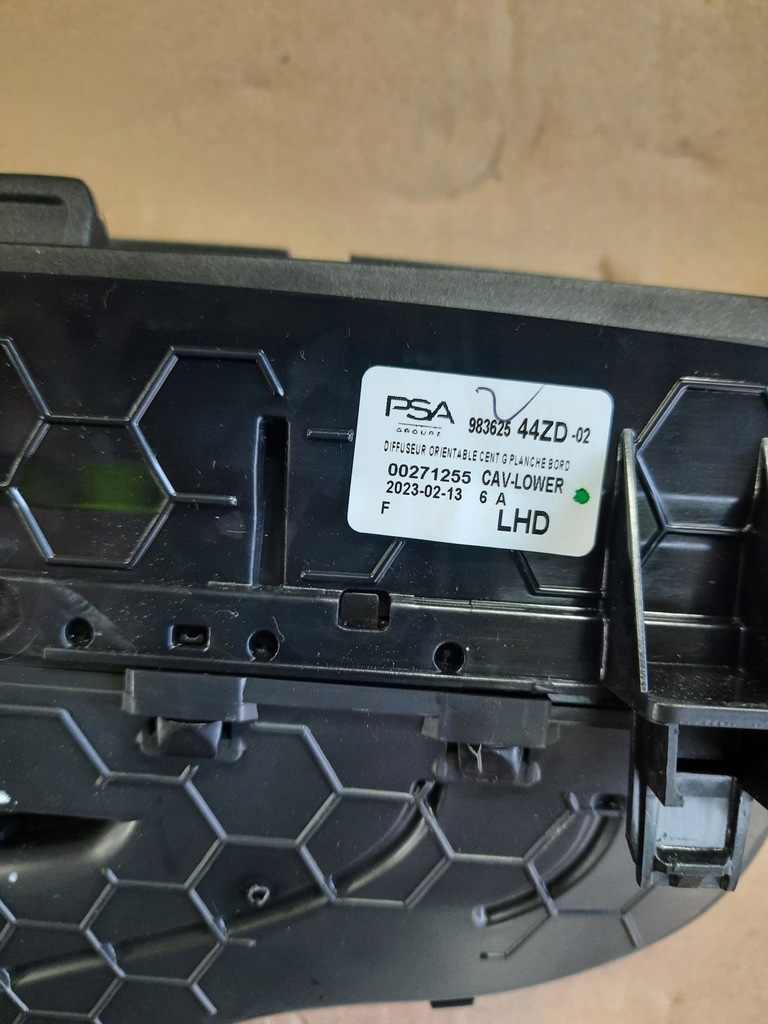 PSA
GROUPE
983625 44ZD -02
DIFFUSEUR ORIENTABLE CENT G PLANCHE BORD
00271255 CAV-LOWER
2023-02-13 6 A
F LHD